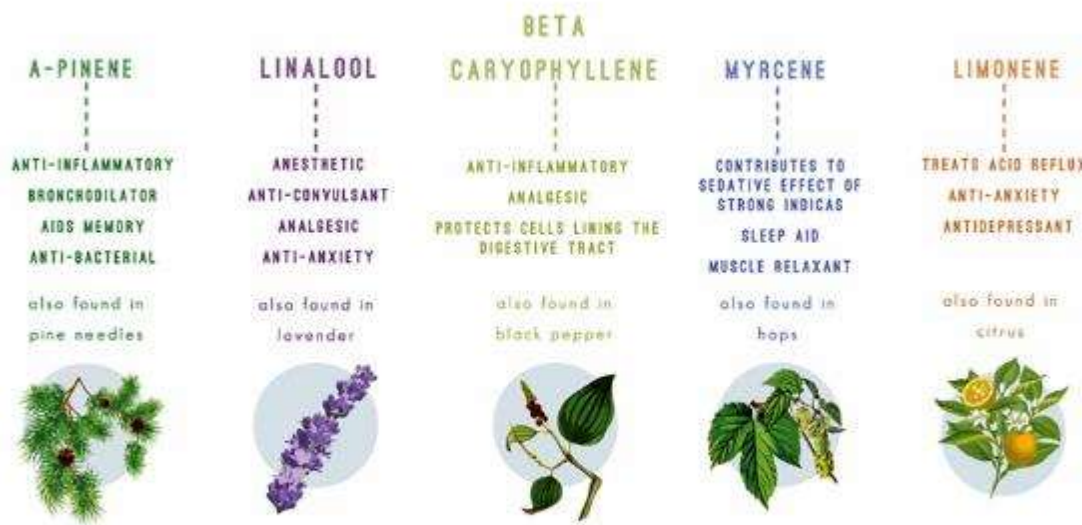 A-PINENE
ANTI-INFLAMMATORY
BRONCHODILATOR
AIDS MEMORY
ANTI-BACTERIAL
also found in
pine needles
LINALOOL
ANESTHETIC
ANTI-CONVULSANT
ANALGESIC
ANTI-ANXIETY
also found in
lavender
BETA
CARYOPHYLLENE
ANTI-INFLAMMATORY
ANALGESIC
PROTECTS CELLS LINING THE
DIGESTIVE TRACT
also found in
black pepper
MYRCENE
CONTRIBUTES TO
SEDATIVE EFFECT OF
STRONG INDICAS
SLEEP AID
MUSCLE RELAXANT
also found in
hops
LIMONENE
TREATS ACID REFLUX
ANTI-ANXIETY
ANTIDEPRESSANT
also found in
citrus